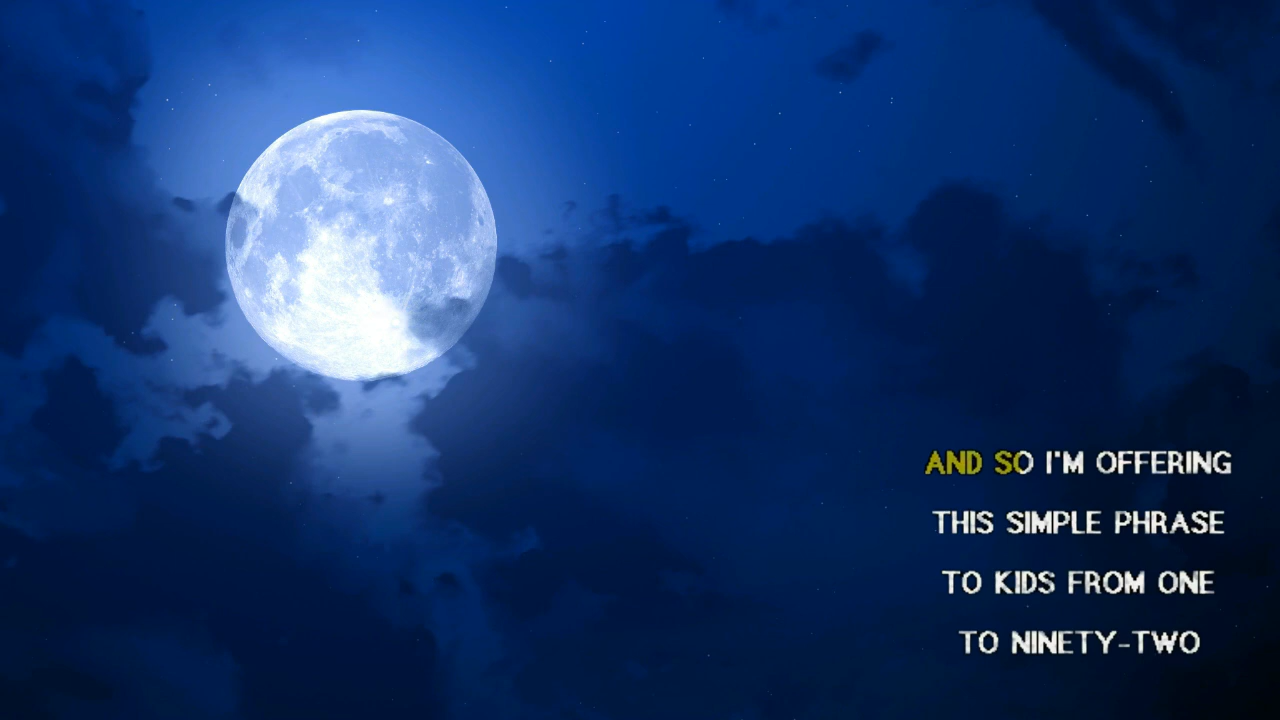 AND SO I'M OFFERING
THIS SIMPLE PHRASE
TO KIDS FROM ONE
TO NINETY-TWO